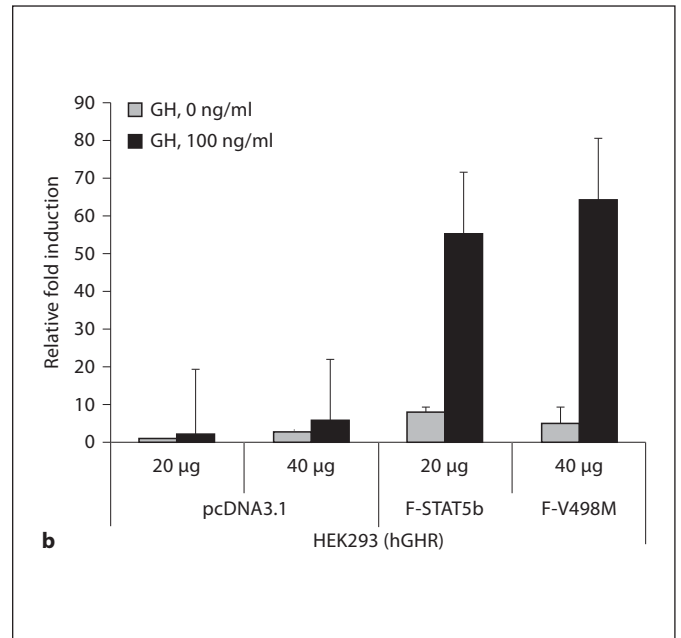 90
80
70
60
50
40
30
20
10
0
Relative fold induction
GH, 0 ng/ml
GH, 100 ng/ml
20 µg 40 µg 20 µg 40 µg
pcDNA3.1 F-STAT5b F-V498M
b HEK293 (hGHR)